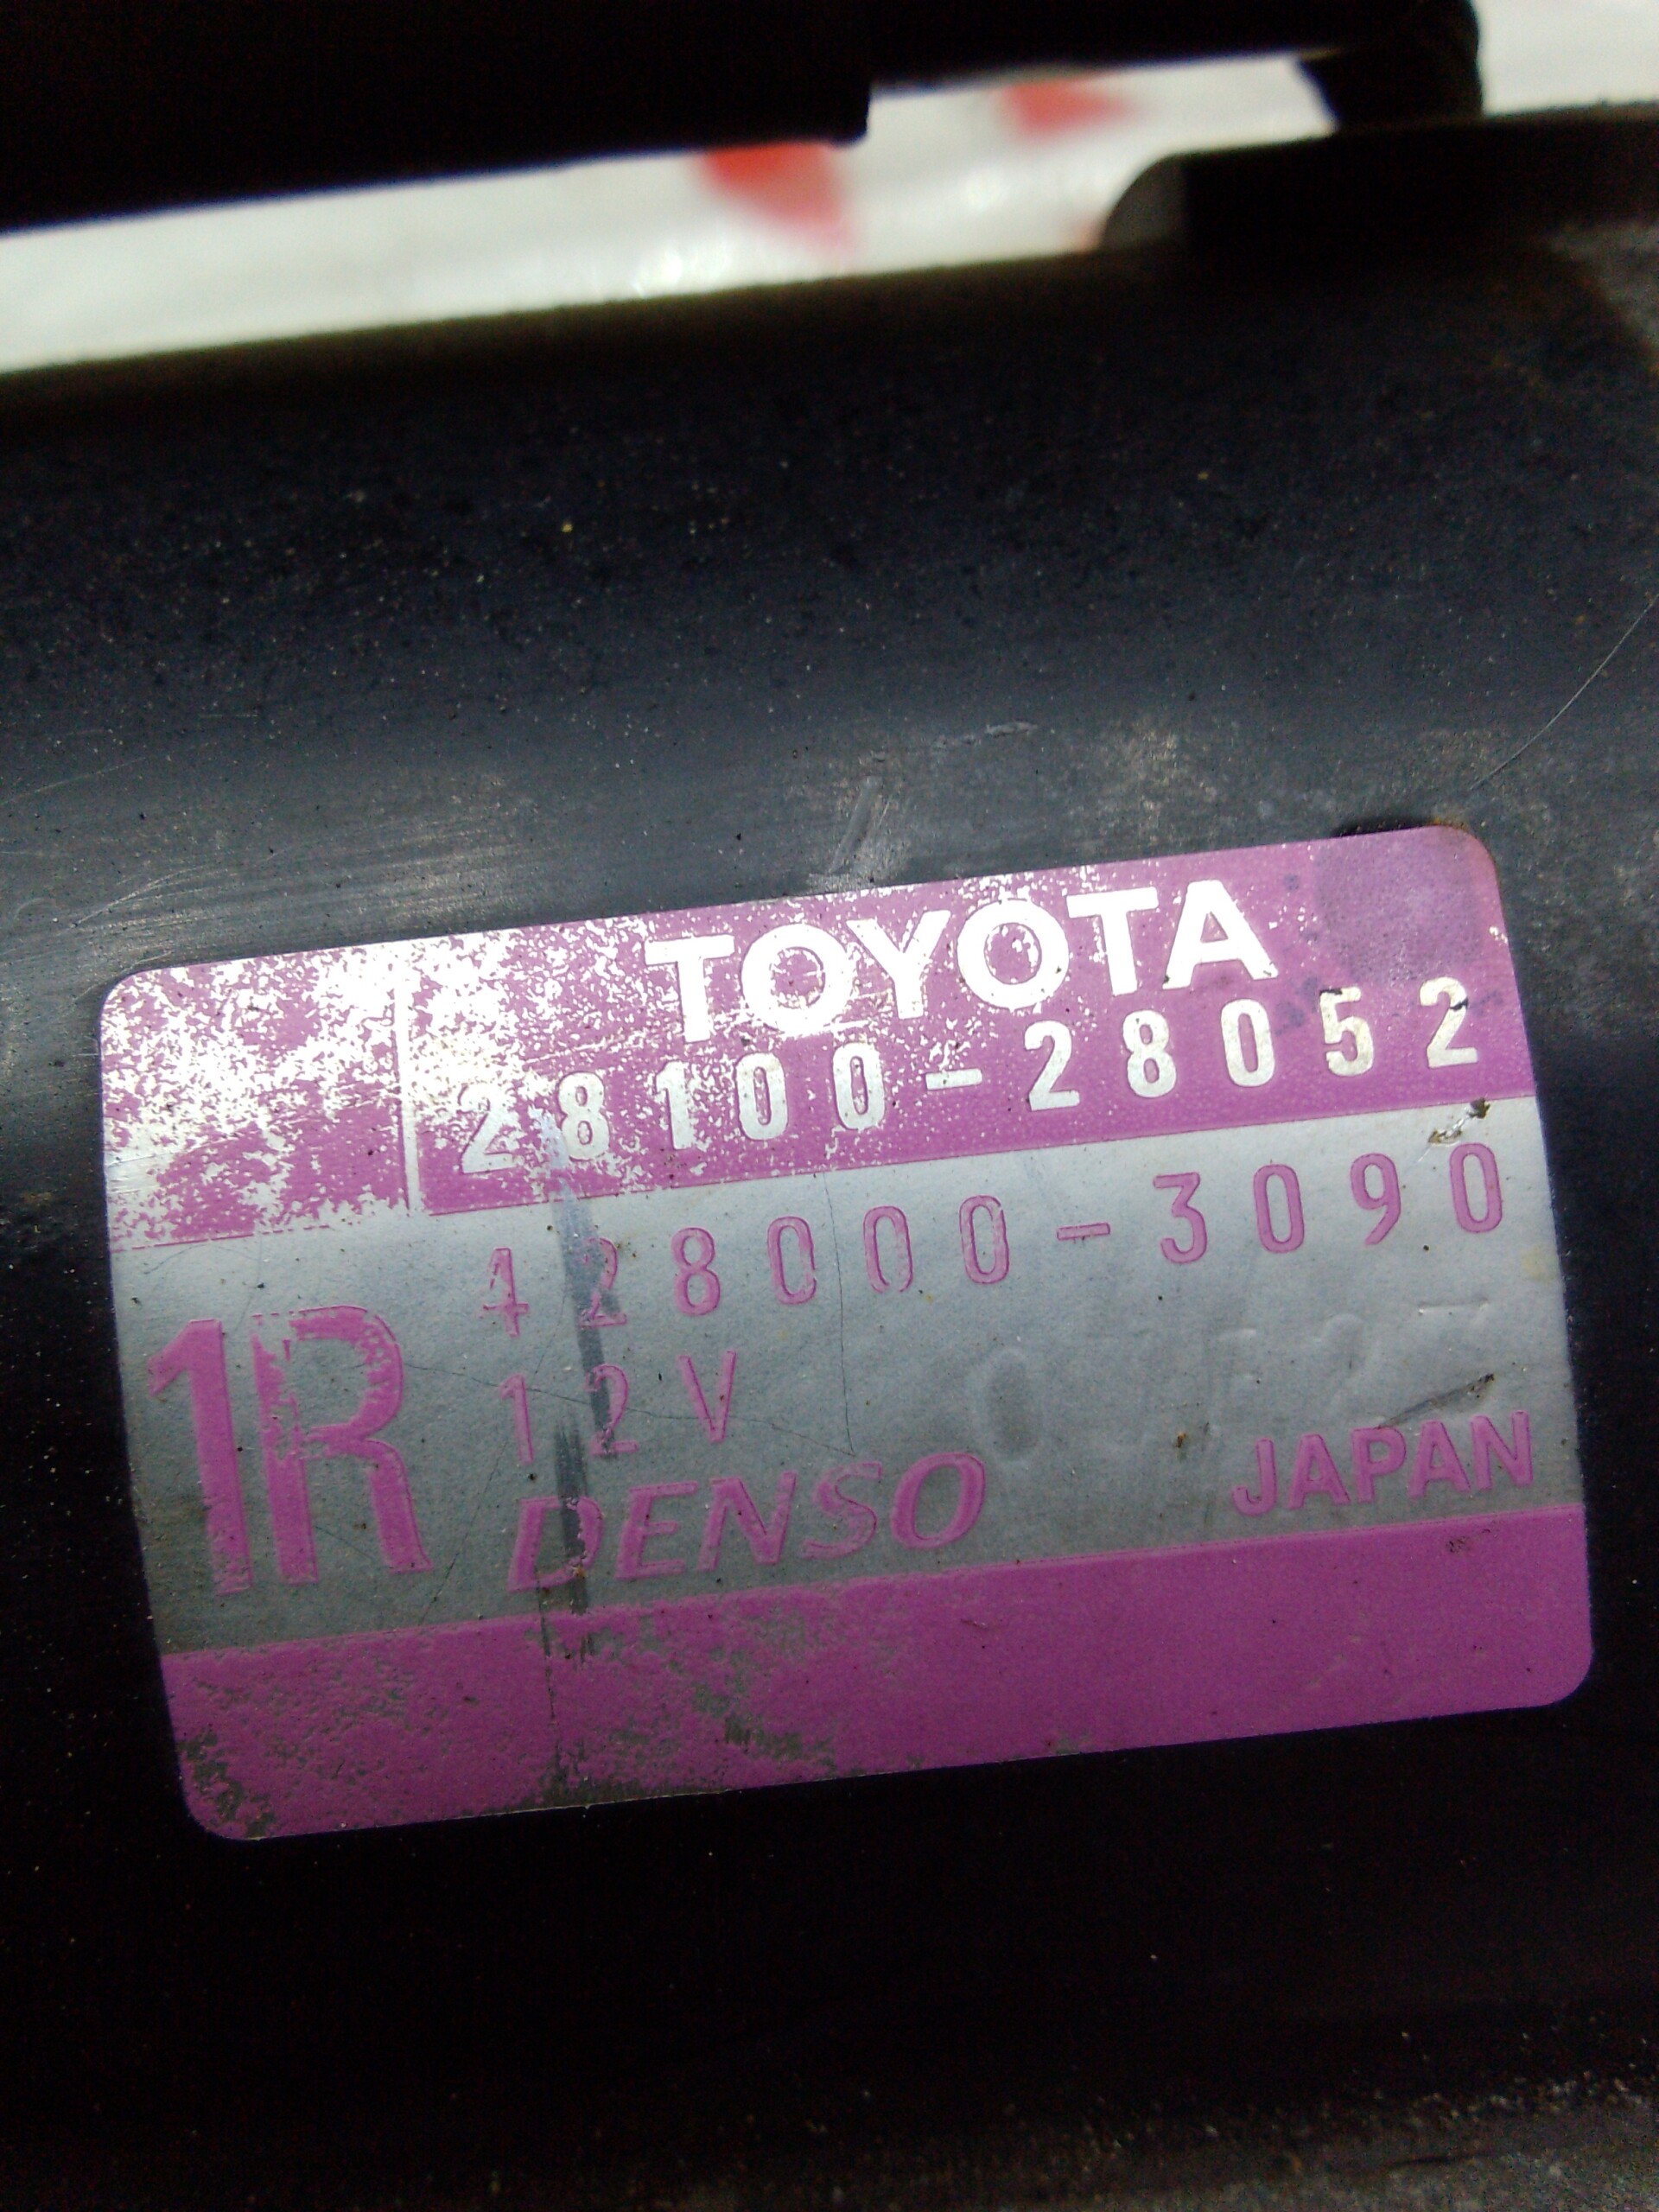 TOYOTA
28100-28052
428000-3090
1R
12V
DENSO
JAPAN